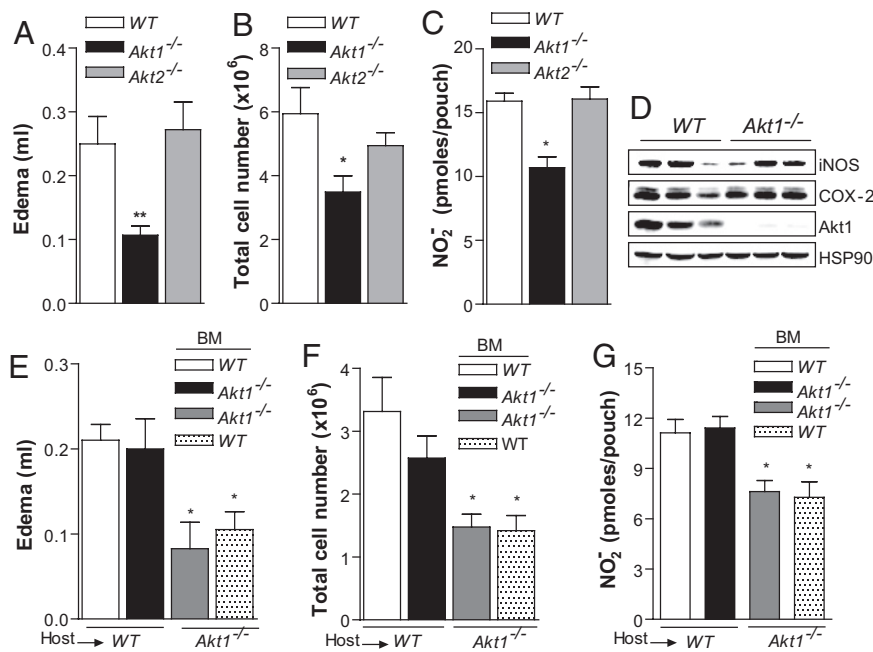 A
WT
Akt1-/-
Akt2-/-
Edema (ml)
0.4
0.3
0.2
0.1
0.0
**
B
WT
Akt1-/-
Akt2-/-
Total cell number (x10⁶)
8
6
4
2
0
*
C
WT
Akt1-/-
Akt2-/-
NO₂⁻ (pmoles/pouch)
20
15
10
5
0
*
D
WT Akt1-/-
iNOS
COX-2
Akt1
HSP90
E
BM
WT
Akt1-/-
Akt1-/-
WT
Edema (ml)
0.3
0.2
0.1
0.0
* *
Host → WT Akt1-/-
F
BM
WT
Akt1-/-
Akt1-/-
WT
Total cell number (x10⁶)
4
3
2
1
0
* *
Host → WT Akt1-/-
G
BM
WT
Akt1-/-
Akt1-/-
WT
NO₂⁻ (pmoles/pouch)
15
12
9
6
3
0
* *
Host → WT Akt1-/-